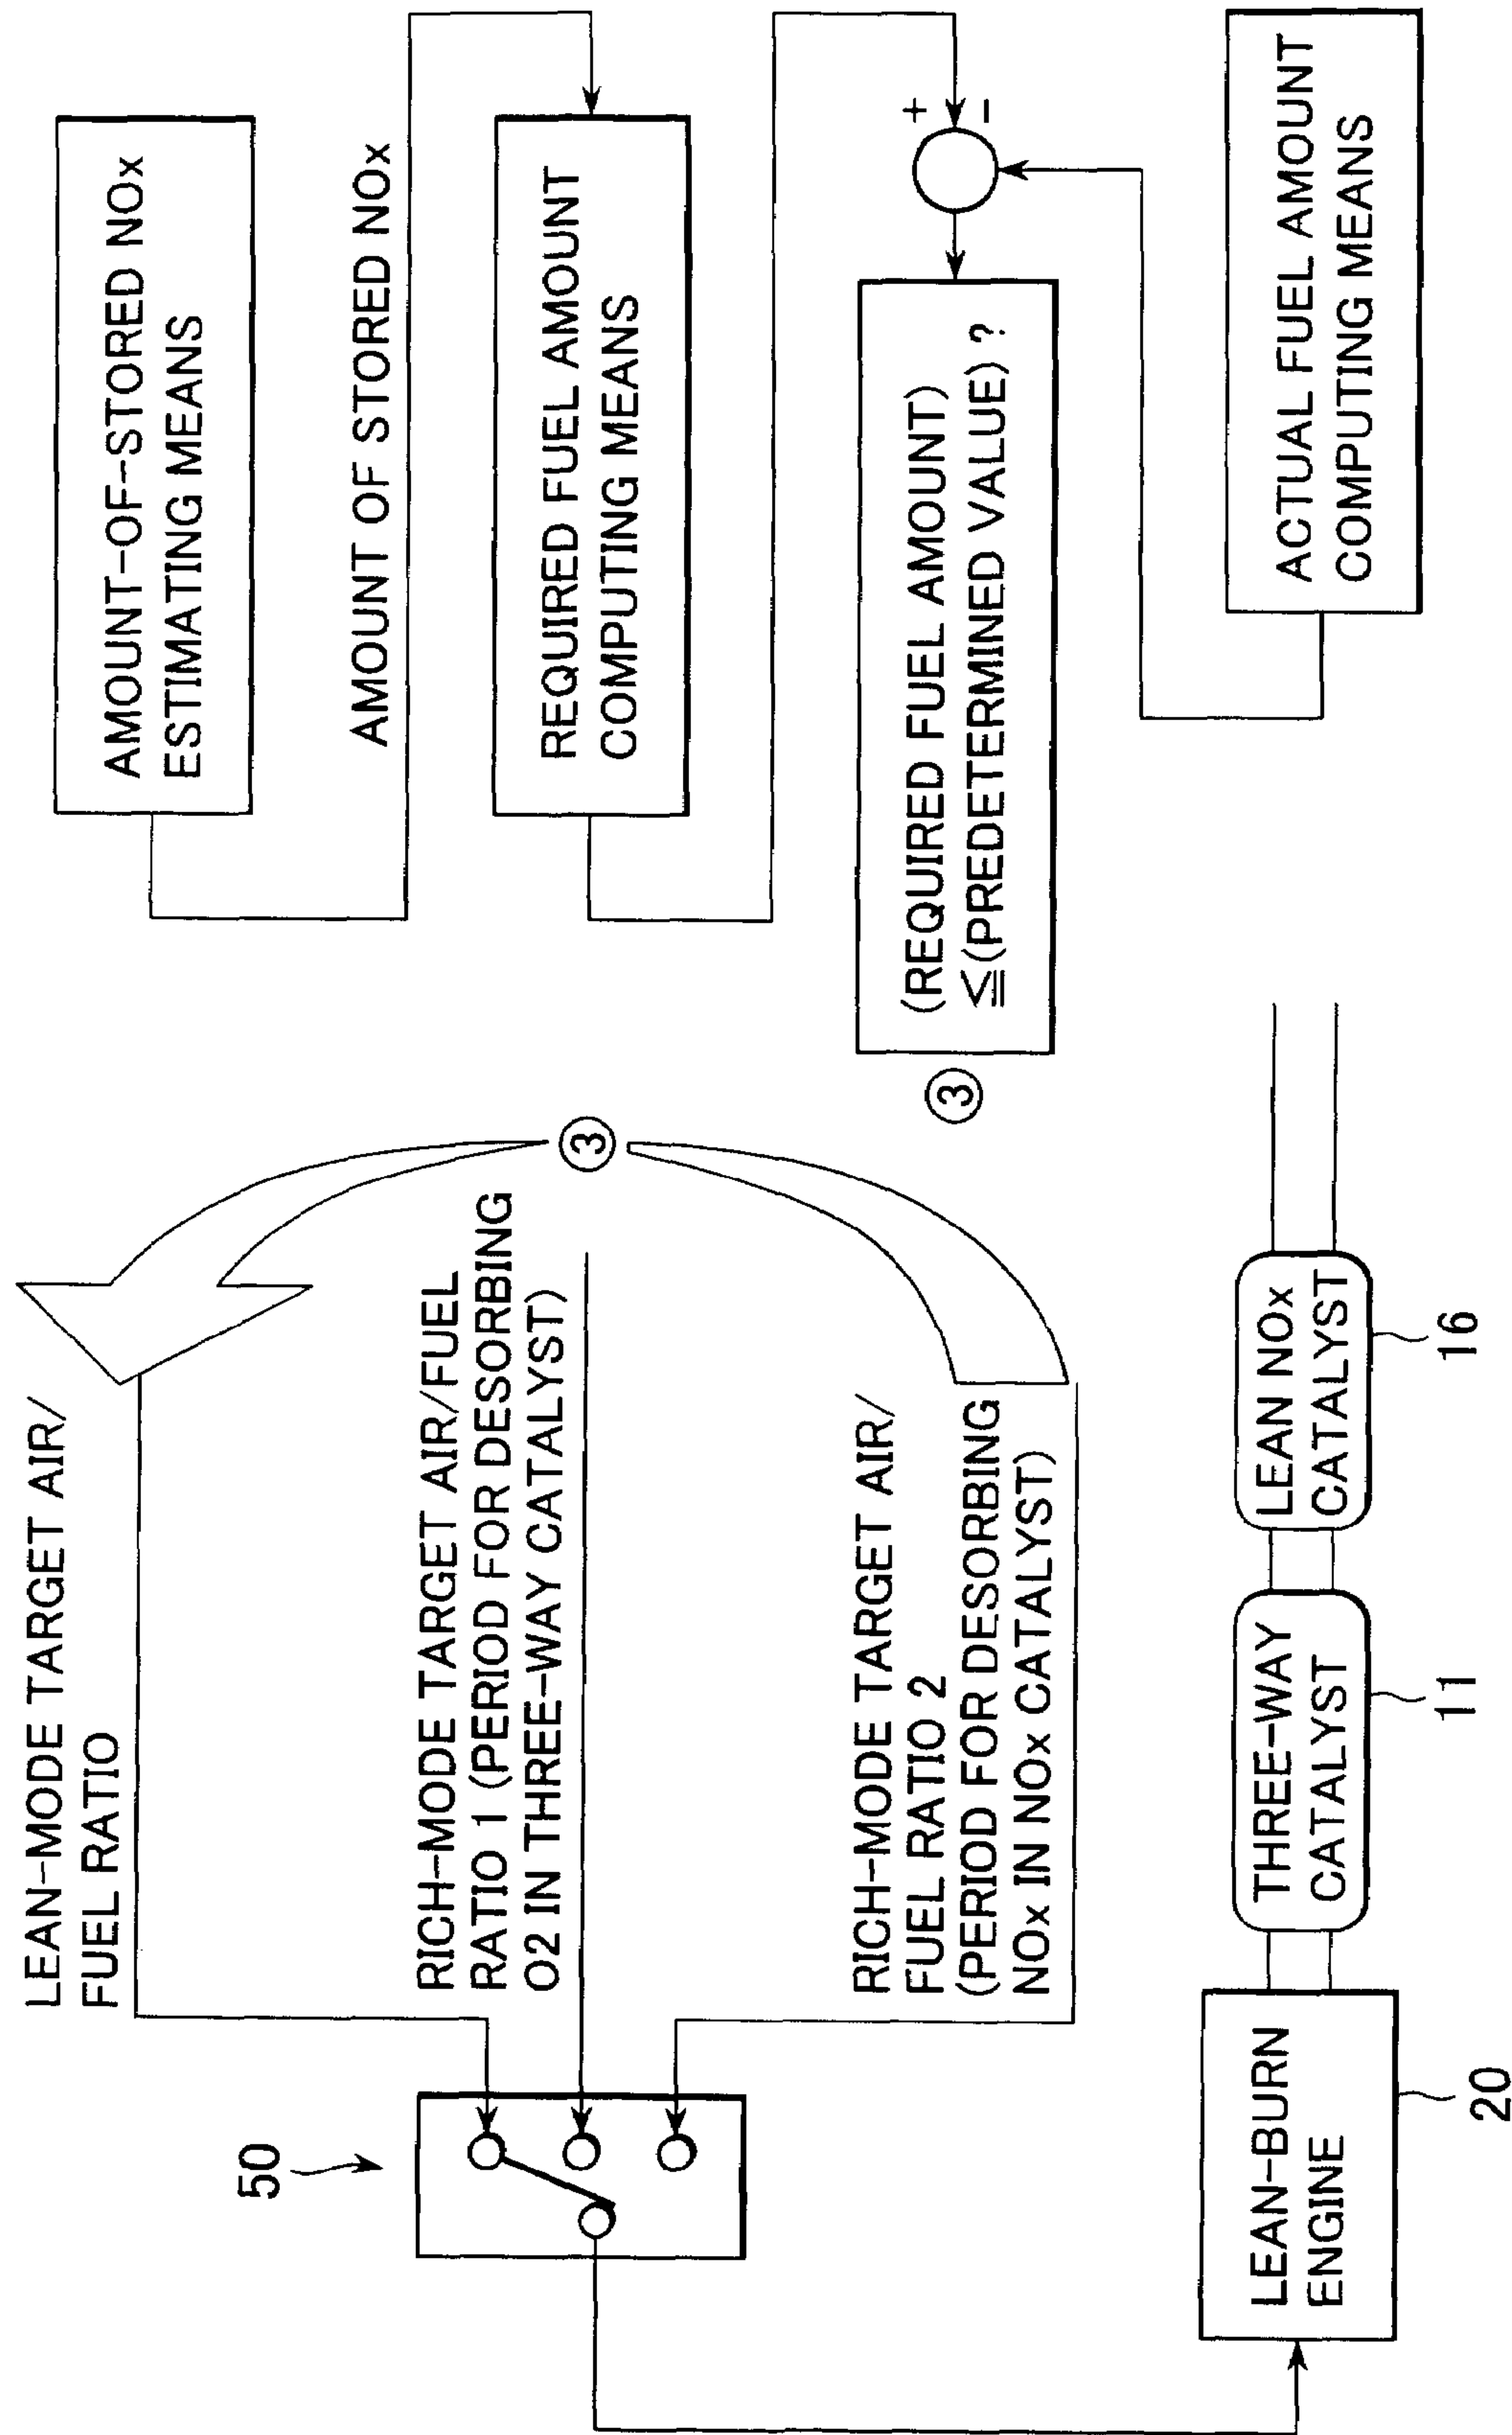 LEAN-MODE TARGET AIR/
FUEL RATIO
50
RICH-MODE TARGET AIR/FUEL
RATIO 1 (PERIOD FOR DESORBING
O2 IN THREE-WAY CATALYST)
3
RICH-MODE TARGET AIR/
FUEL RATIO 2
(PERIOD FOR DESORBING
NOx IN NOx CATALYST)
LEAN-BURN
ENGINE
20
THREE-WAY
CATALYST
11
LEAN NOx
CATALYST
16
AMOUNT-OF-STORED NOx
ESTIMATING MEANS
AMOUNT OF STORED NOx
REQUIRED FUEL AMOUNT
COMPUTING MEANS
+
−
3
(REQUIRED FUEL AMOUNT)
≦(PREDETERMINED VALUE) ?
ACTUAL FUEL AMOUNT
COMPUTING MEANS